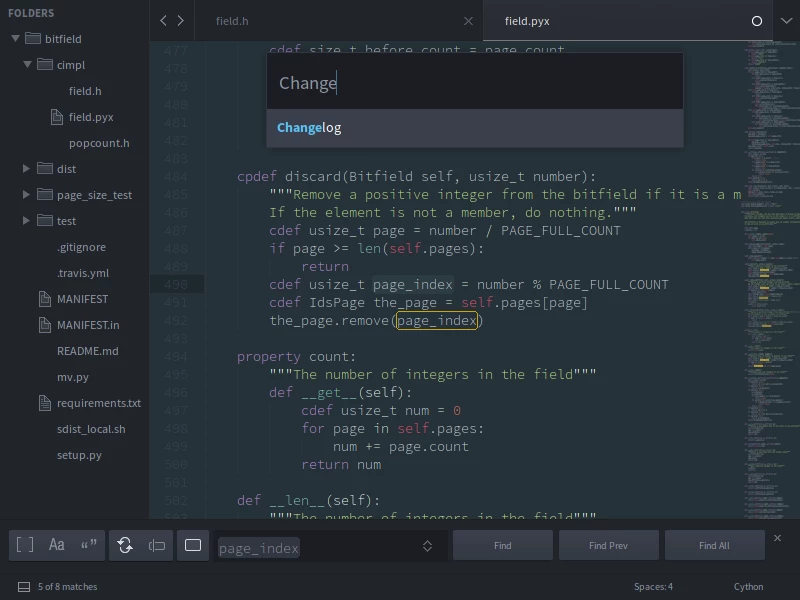 FOLDERS
bitfield
cimpl
field.h
field.pyx
popcount.h
dist
page_size_test
test
.gitignore
.travis.yml
MANIFEST
MANIFEST.in
README.md
mv.py
requirements.txt
sdist_local.sh
setup.py
field.h
field.pyx
477 cdef size_t before_count = page.count
478
479
480
481
482
483
484 cpdef discard(Bitfield self, usize_t number):
485 """Remove a positive integer from the bitfield if it is a m
486 If the element is not a member, do nothing."""
487 cdef usize_t page = number / PAGE_FULL_COUNT
488 if page >= len(self.pages):
489 return
490 cdef usize_t page_index = number % PAGE_FULL_COUNT
491 cdef IdsPage the_page = self.pages[page]
492 the_page.remove(page_index)
493
494 property count:
495 """The number of integers in the field"""
496 def __get__(self):
497 cdef usize_t num = 0
498 for page in self.pages:
499 num += page.count
500 return num
501
502 def __len__(self):
"""The number of integers in the field"""
Change
Changelog
[ ] Aa “ ”
page_index
Find
Find Prev
Find All
5 of 8 matches
Spaces: 4
Cython